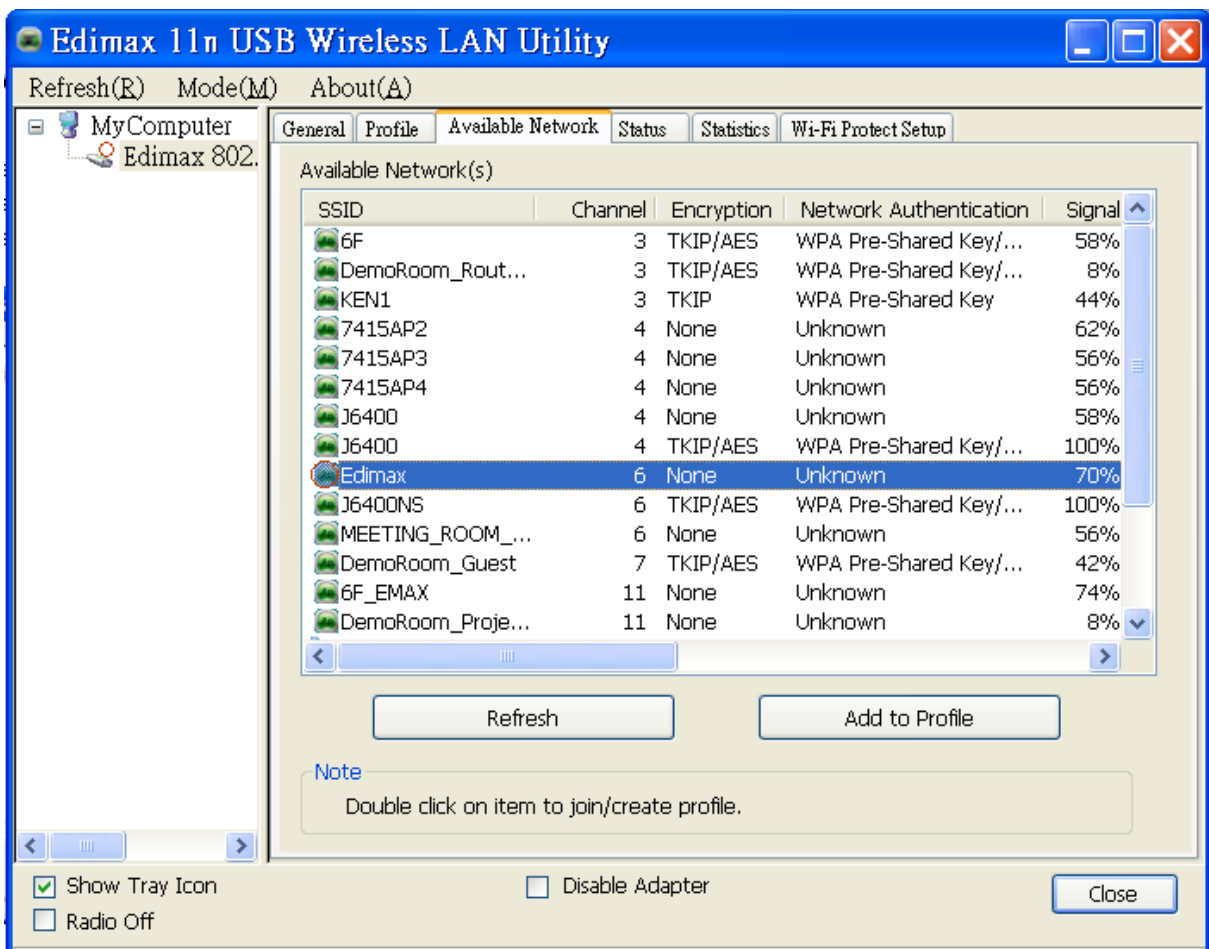 Edimax 11n USB Wireless LAN Utility
Refresh(R) Mode(M) About(A)
MyComputer
Edimax 802.
General Profile Available Network Status Statistics Wi-Fi Protect Setup
Available Network(s)
SSID Channel Encryption Network Authentication Signal
6F 3 TKIP/AES WPA Pre-Shared Key/... 58%
DemoRoom_Rout... 3 TKIP/AES WPA Pre-Shared Key/... 8%
KEN1 3 TKIP WPA Pre-Shared Key 44%
7415AP2 4 None Unknown 62%
7415AP3 4 None Unknown 56%
7415AP4 4 None Unknown 56%
J6400 4 None Unknown 58%
J6400 4 TKIP/AES WPA Pre-Shared Key/... 100%
Edimax 6 None Unknown 70%
J6400NS 6 TKIP/AES WPA Pre-Shared Key/... 100%
MEETING_ROOM_... 6 None Unknown 56%
DemoRoom_Guest 7 TKIP/AES WPA Pre-Shared Key/... 42%
6F_EMAX 11 None Unknown 74%
DemoRoom_Proje... 11 None Unknown 8%
Refresh Add to Profile
Note
Double click on item to join/create profile.
Show Tray Icon Disable Adapter Close
Radio Off